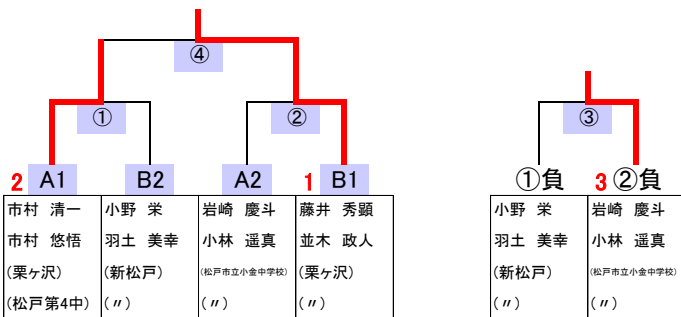 ④
① ② ③
2 A1 B2 A2 1 B1 ①負 3 ②負
市村 清一 小野 栄 岩崎 慶斗 藤井 秀顕 小野 栄 岩崎 慶斗
市村 悠悟 羽土 美幸 小林 遥真 並木 政人 羽土 美幸 小林 遥真
(栗ヶ沢) (新松戸) (松戸市立小金中学校) (栗ヶ沢) (新松戸) (松戸市立小金中学校)
(松戸第4中) (〃) (〃) (〃) (〃) (〃)